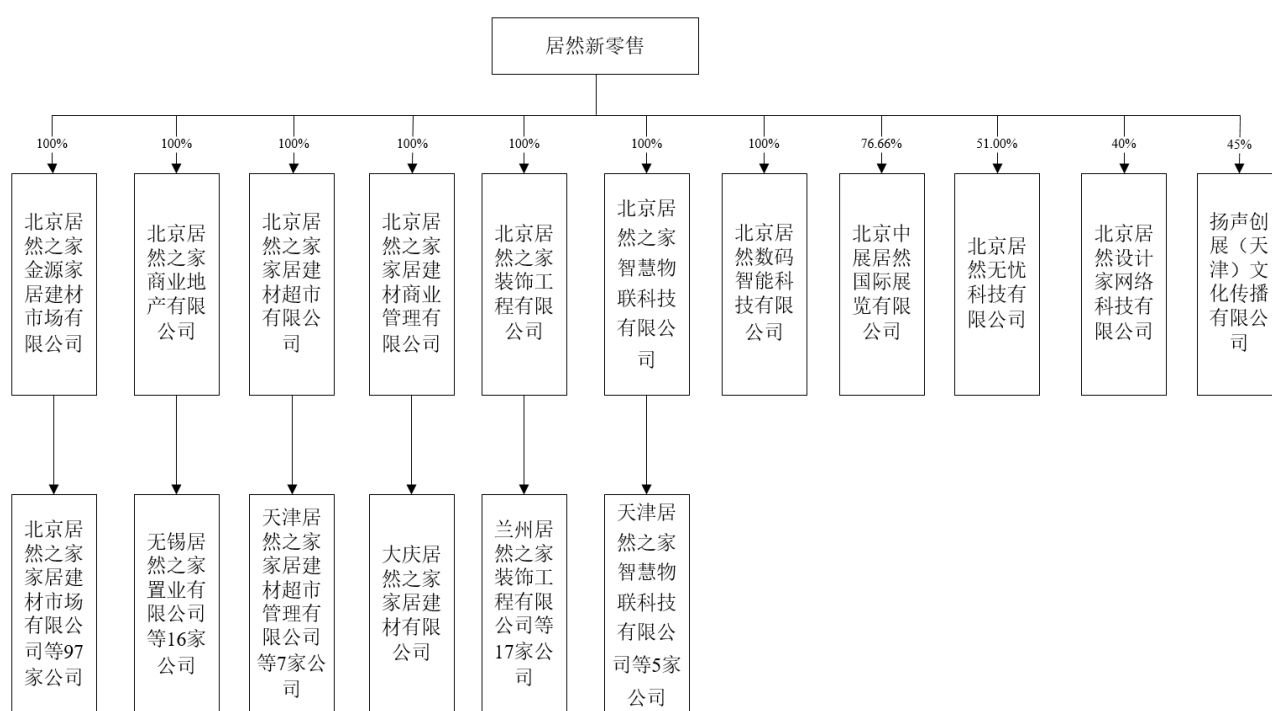 居然新零售
100%
100%
100%
100%
100%
100%
100%
76.66%
51.00%
40%
45%
北京居
然之家
金源家
居建材
市场有
限公司
北京居
然之家
商业地
产有限
公司
北京居
然之家
家居建
材超市
有限公
司
北京居
然之家
家居建
材商业
管理有
限公司
北京居
然之家
装饰工
程有限
公司
北京居
然之家
智慧物
联科技
有限公
司
北京居
然数码
智能科
技有限
公司
北京中
展居然
国际展
览有限
公司
北京居
然无忧
科技有
限公司
北京居
然设计
家网络
科技有
限公司
扬声创
展（天
津）文
化传播
有限公
司
北京居
然之家
家居建
材市场
有限公
司等97
家公司
无锡居
然之家
置业有
限公司
等16家
公司
天津居
然之家
家居建
材超市
管理有
限公司
等7家公
司
大庆居
然之家
家居建
材有限
公司
兰州居
然之家
装饰工
程有限
公司等
17家公
司
天津居
然之家
智慧物
联科技
有限公
司等5家
公司